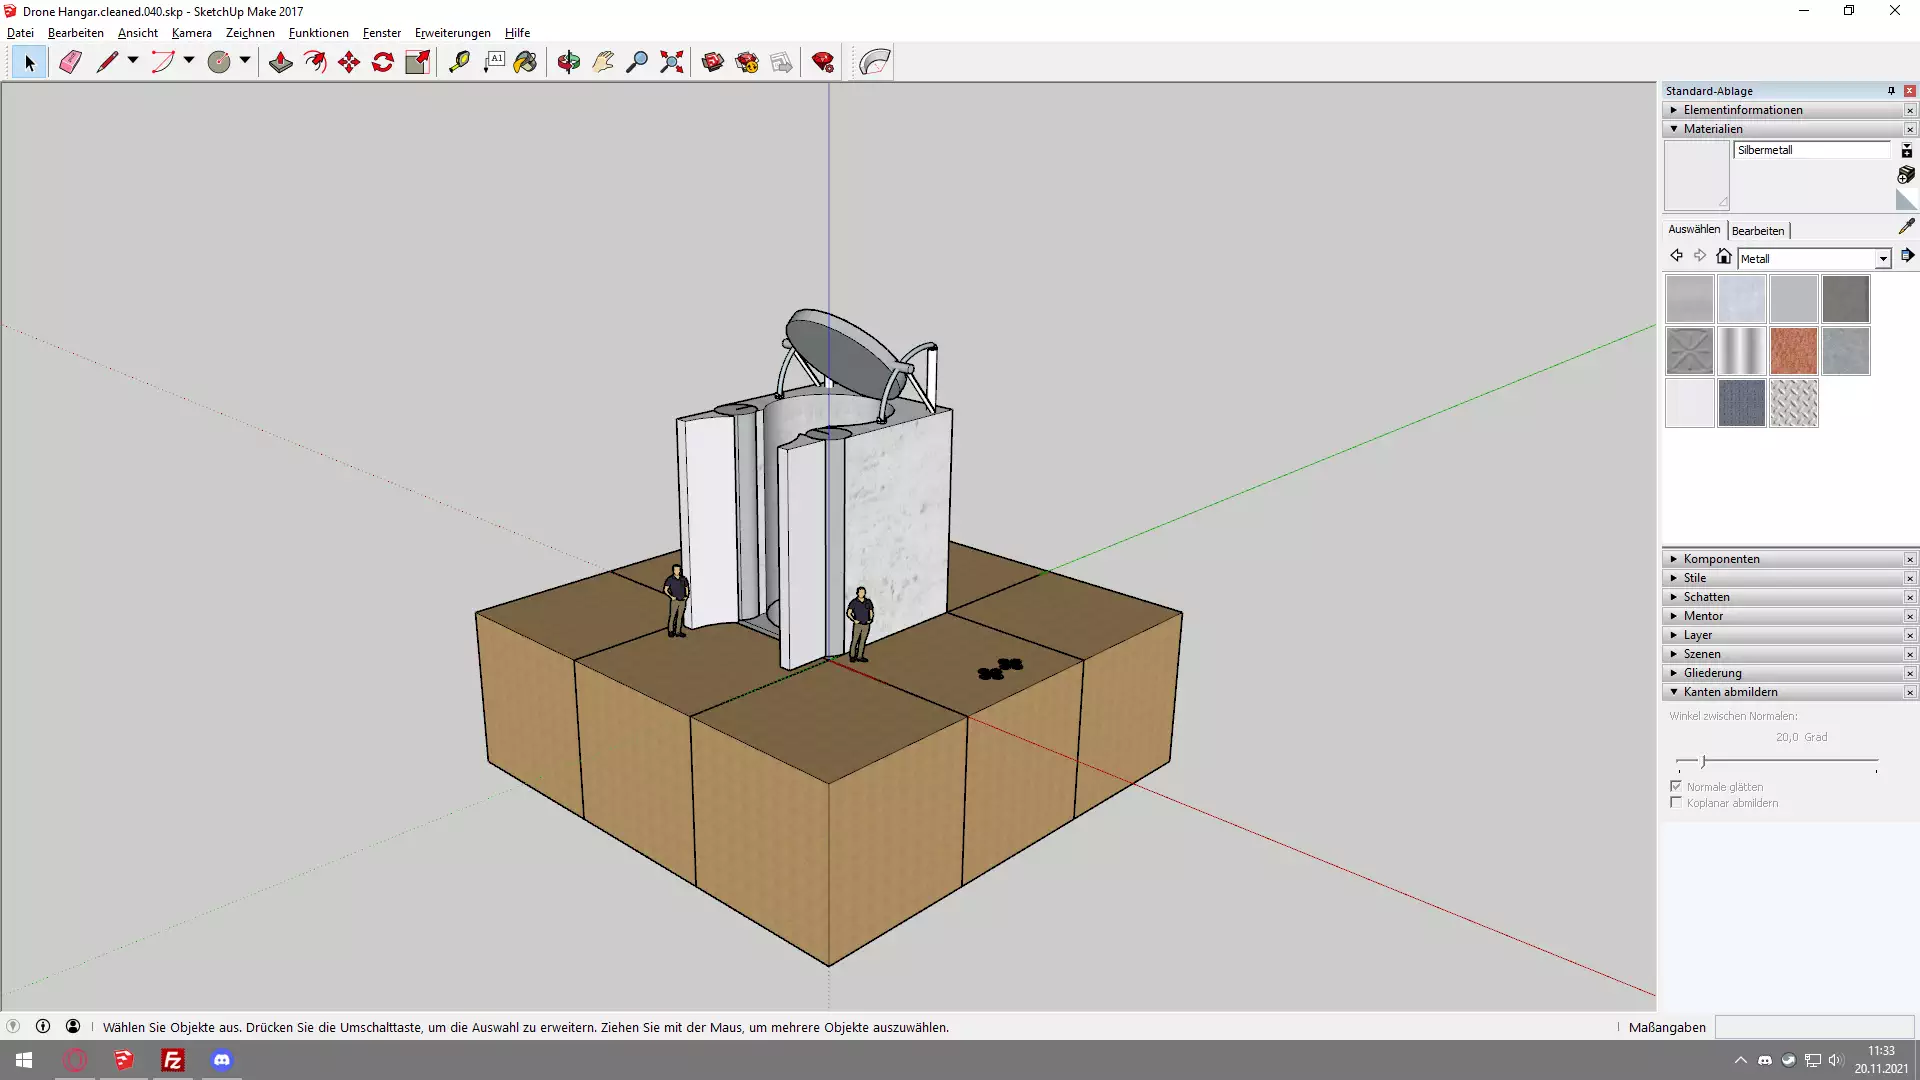 Drone Hangar.cleaned.040.skp - SketchUp Make 2017
Datei Bearbeiten Ansicht Kamera Zeichnen Funktionen Fenster Erweiterungen Hilfe
A1
Standard-Ablage
Elementinformationen
Materialien
Silbermetall
Auswählen Bearbeiten
Metall
Komponenten
Stile
Schatten
Mentor
Layer
Szenen
Gliederung
Kanten abmildern
Winkel zwischen Normalen:
20,0 Grad
Normale glätten
Koplanar abmildern
Wählen Sie Objekte aus. Drücken Sie die Umschalttaste, um die Auswahl zu erweitern. Ziehen Sie mit der Maus, um mehrere Objekte auszuwählen.
Maßangaben
Fz
11:33
20.11.2021